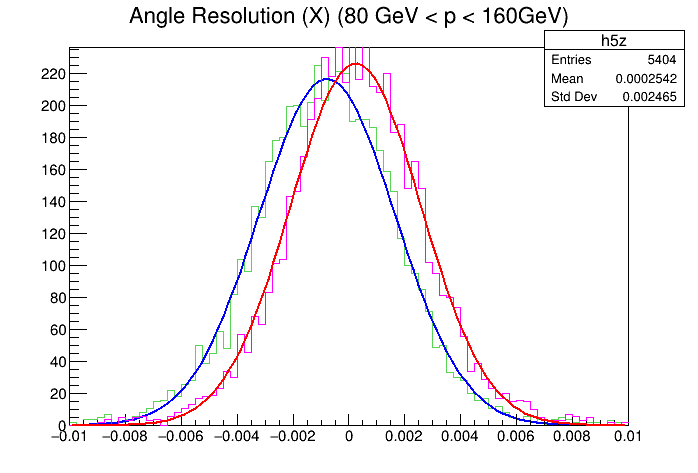 Angle Resolution (X) (80 GeV < p < 160GeV)
h5z
Entries 5404
Mean 0.0002542
Std Dev 0.002465
220
200
180
160
140
120
100
80
60
40
20
0
−0.01 −0.008 −0.006 −0.004 −0.002 0 0.002 0.004 0.006 0.008 0.01